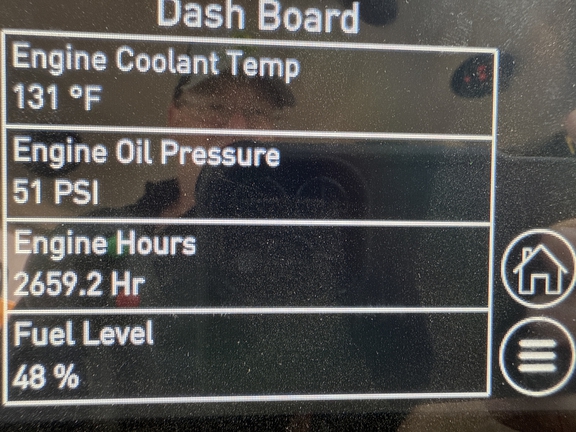 Dash Board
Engine Coolant Temp
131 °F
Engine Oil Pressure
51 PSI
Engine Hours
2659.2 Hr
Fuel Level
48 %